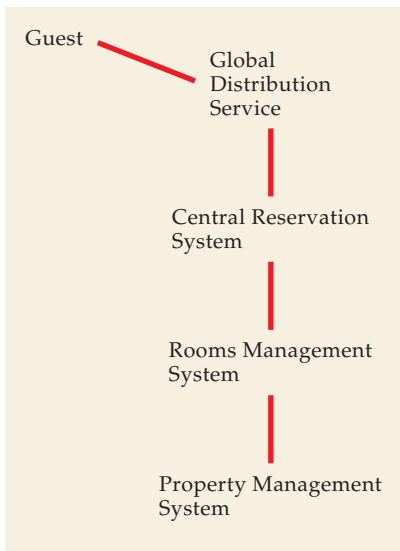 Guest
Global
Distribution
Service
Central Reservation
System
Rooms Management
System
Property Management
System